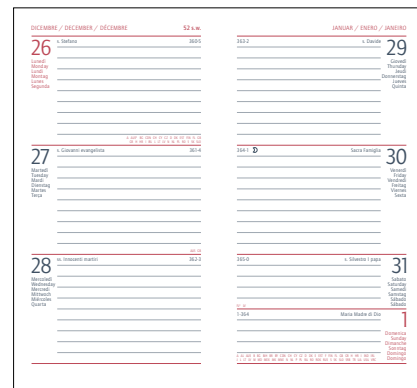 DICEMBRE / DECEMBER / DÉCEMBRE 52 s.w.
26 s. Stefano 360-5
Lunedì
Monday
Lundi
Montag
Lunes
Segunda
27 s. Giovanni evangelista 361-4
Martedì
Tuesday
Mardi
Dienstag
Martes
Terça
28 ss. Innocenti martiri 362-3
Mercoledì
Wednesday
Mercredi
Mittwoch
Miércoles
Quarta
JANUAR / ENERO / JANEIRO
363-2 s. Davide 29
Giovedì
Thursday
Jeudi
Donnerstag
Jueves
Quinta
364-1 Sacra Famiglia 30
Venerdì
Friday
Vendredi
Freitag
Viernes
Sexta
365-0 s. Silvestro I papa 31
Sabato
Saturday
Samedi
Samstag
Sábado
Sábado
1-364 Maria Madre di Dio 1
Domenica
Sunday
Dimanche
Sonntag
Domingo
Domingo